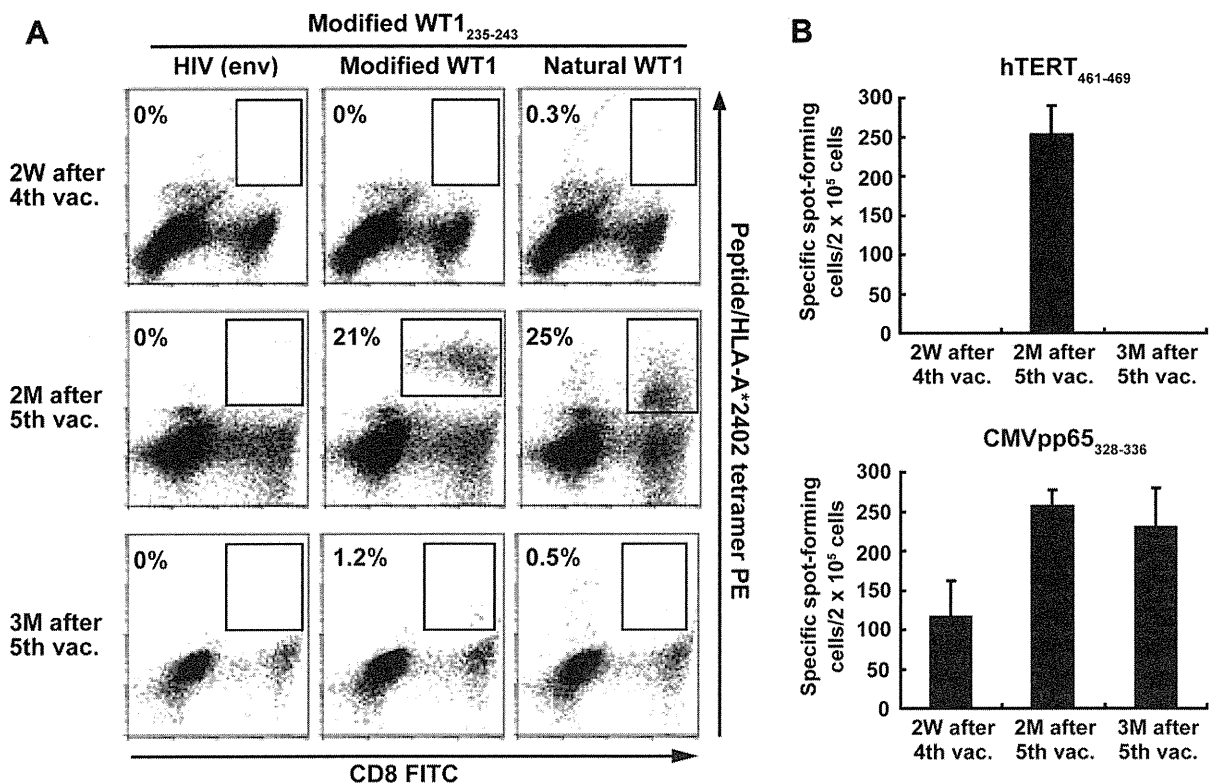 A
Modified WT1235-243
HIV (env)
Modified WT1
Natural WT1
2W after
4th vac.
0%
0%
0.3%
2M after
5th vac.
0%
21%
25%
3M after
5th vac.
0%
1.2%
0.5%
CD8 FITC
Peptide/HLA-A*2402 tetramer PE
B
hTERT461-469
Specific spot-forming
cells/2 x 10⁵ cells
300
250
200
150
100
50
0
2W after
4th vac.
2M after
5th vac.
3M after
5th vac.
CMVpp65328-336
Specific spot-forming
cells/2 x 10⁵ cells
300
250
200
150
100
50
0
2W after
4th vac.
2M after
5th vac.
3M after
5th vac.